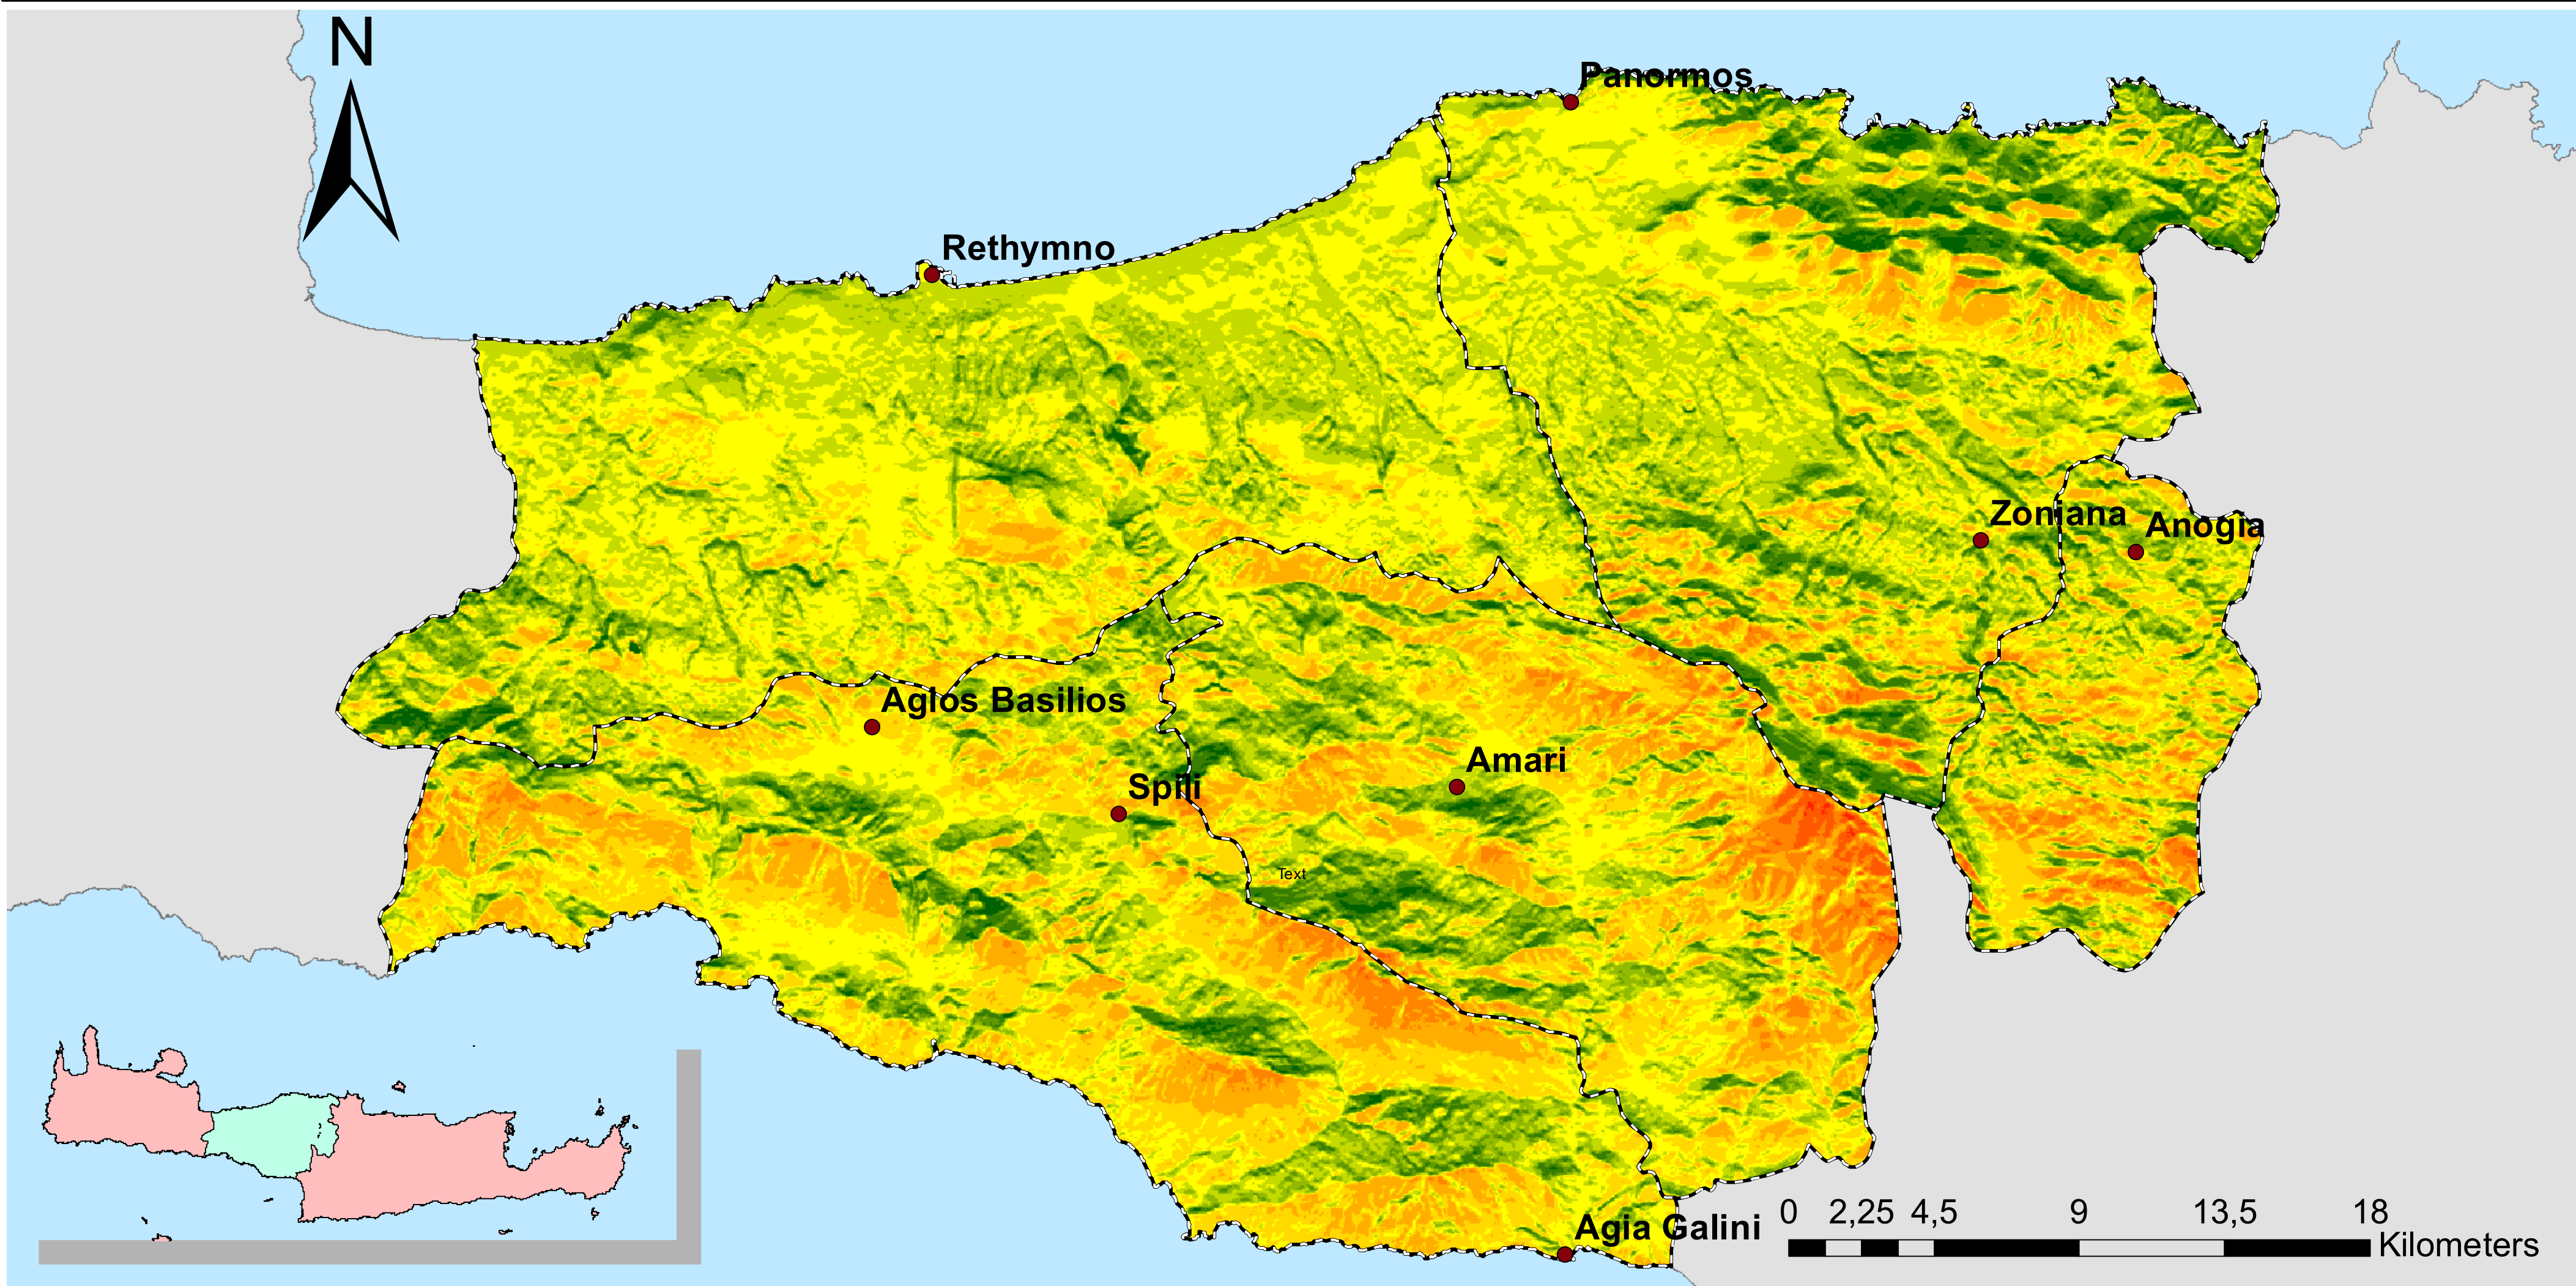 N
Panormos
Rethymno
Zoniana
Anogia
Agios Basilios
Amari
Spili
Text
Agia Galini
0 2,25 4,5 9 13,5 18
Kilometers